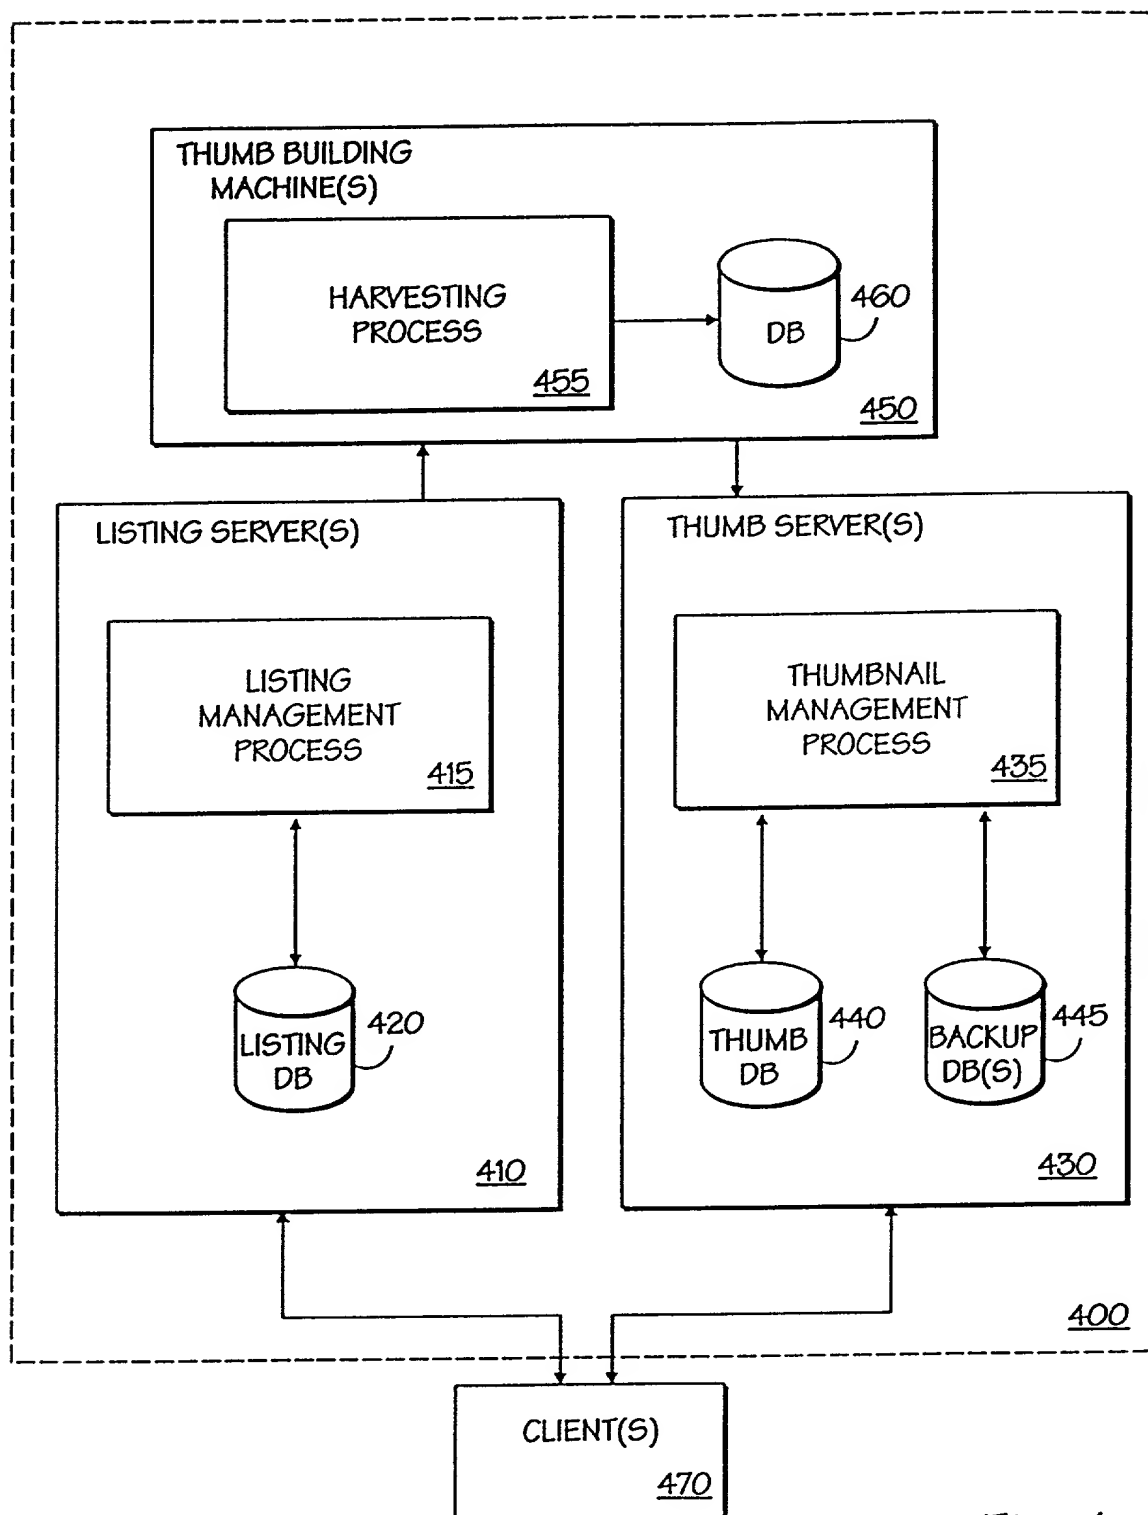 THUMB BUILDING
MACHINE(S)
HARVESTING
PROCESS
455
DB
460
450
LISTING SERVER(S)
LISTING
MANAGEMENT
PROCESS
415
LISTING
DB
420
410
THUMB SERVER(S)
THUMBNAIL
MANAGEMENT
PROCESS
435
THUMB
DB
440
BACKUP
DB(S)
445
430
400
CLIENT(S)
470